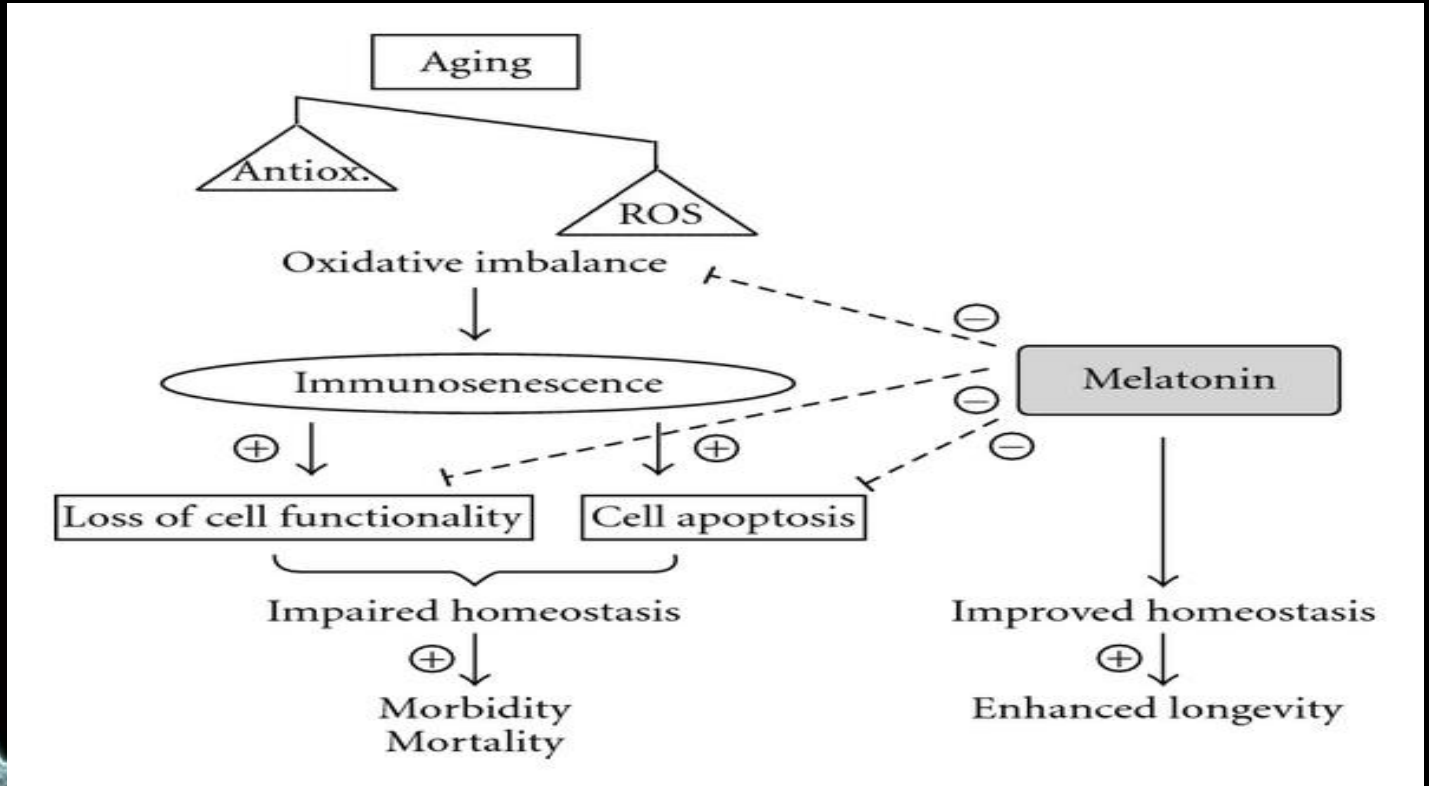 Aging
Antiox.
ROS
Oxidative imbalance
Immunosenescence
Melatonin
Loss of cell functionality
Cell apoptosis
Impaired homeostasis
Improved homeostasis
Morbidity
Mortality
Enhanced longevity